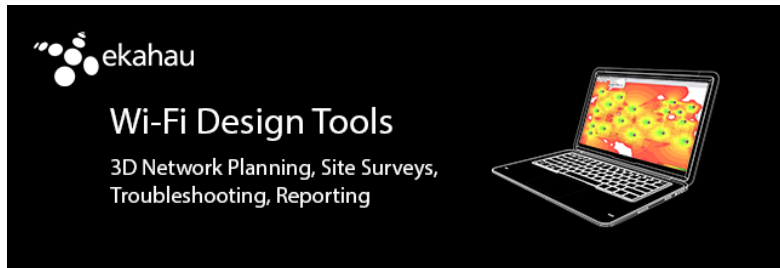 ekahau
Wi-Fi Design Tools
3D Network Planning, Site Surveys,
Troubleshooting, Reporting